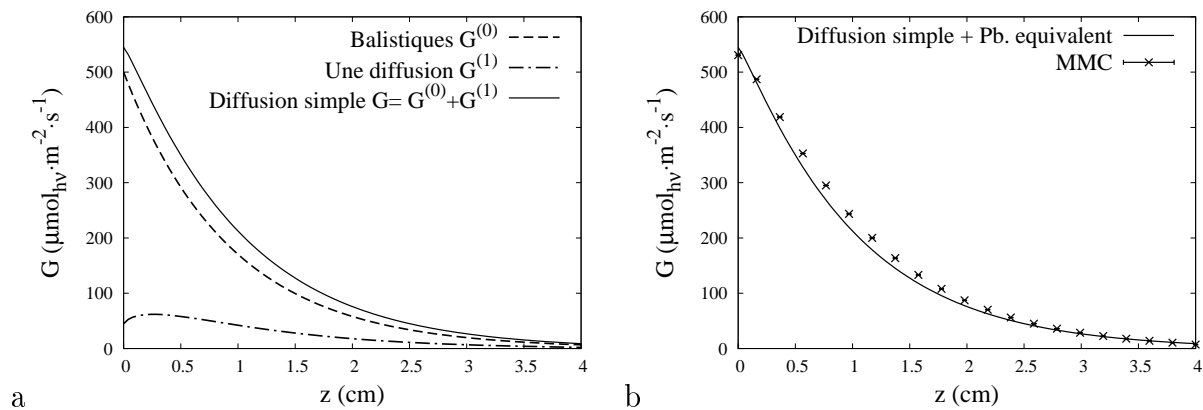 600
500
400
300
200
100
0
0
0.5
1
1.5
2
2.5
3
3.5
4
G (μmol_hν·m^-2·s^-1)
z (cm)
Balistiques G^(0)
Une diffusion G^(1)
Diffusion simple G= G^(0)+G^(1)
a
600
500
400
300
200
100
0
0
0.5
1
1.5
2
2.5
3
3.5
4
G (μmol_hν·m^-2·s^-1)
z (cm)
Diffusion simple + Pb. equivalent
MMC
b